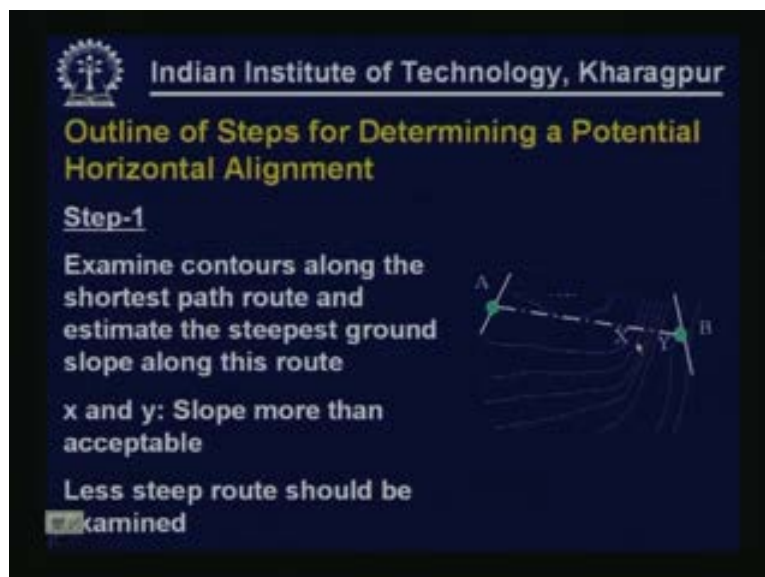 Indian Institute of Technology, Kharagpur
Outline of Steps for Determining a Potential
Horizontal Alignment
Step-1
Examine contours along the
shortest path route and
estimate the steepest ground
slope along this route
x and y: Slope more than
acceptable
Less steep route should be
examined
A
B
X
Y